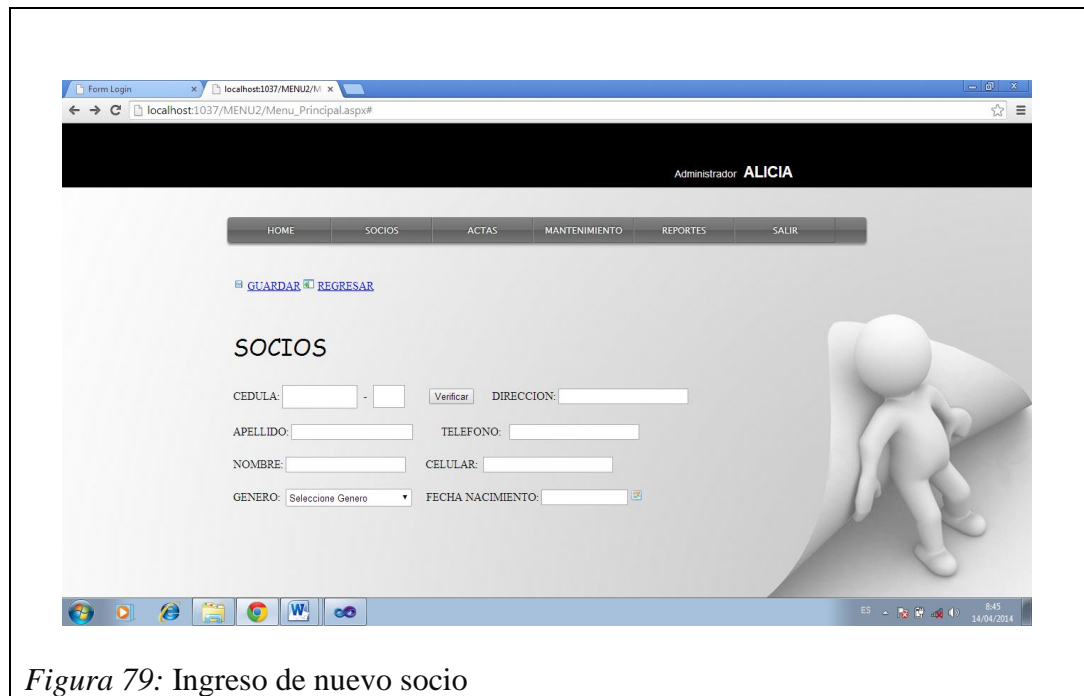 Form Login
localhost:1037/MENU2/M
localhost:1037/MENU2/Menu_Principal.aspx#
Administrador ALICIA
HOME SOCIOS ACTAS MANTENIMIENTO REPORTES SALIR
GUARDAR REGRESAR
SOCIOS
CEDULA: - Verificar DIRECCION:
APELLIDO: TELEFONO:
NOMBRE: CELULAR:
GENERO: Seleccione Genero FECHA NACIMIENTO:
ES 8:45
14/04/2014
Figura 79: Ingreso de nuevo socio